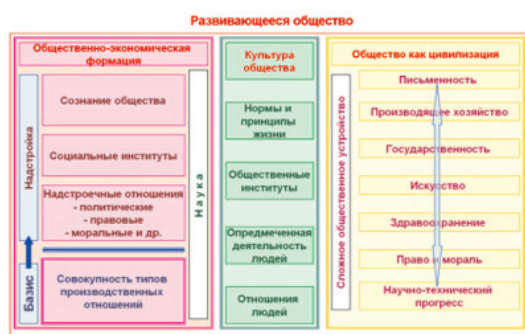 Развивающееся общество
Общественно-экономическая
формация
Надстройка
Базис
Сознание общества
Социальные институты
Надстроечные отношения
- политические
- правовые
- моральные и др.
Совокупность типов
производственных
отношений
Наука
Культура
общества
Нормы и
принципы
жизни
Общественные
институты
Опредмеченная
деятельность
людей
Отношения
людей
Общество как цивилизация
Сложное общественное устройство
Письменность
Производящее хозяйство
Государственность
Искусство
Здравоохранение
Право и мораль
Научно-технический
прогресс